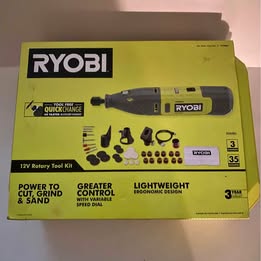 RYOBI
TOOL FREE
QUICKCHANGE
RYOBI
3
RYOBI
35
12V Rotary Tool Kit
POWER TO
CUT, GRIND
& SAND
GREATER
CONTROL
WITH VARIABLE
SPEED DIAL
LIGHTWEIGHT
ERGONOMIC DESIGN
3 YEAR